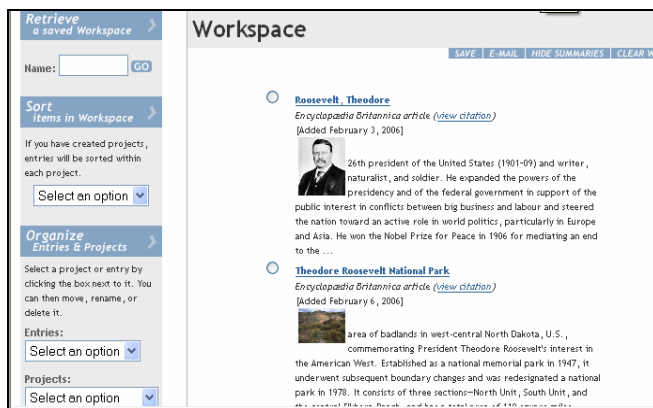 Retrieve
a saved Workspace
Name:
GO
Sort
items in Workspace
If you have created projects,
entries will be sorted within
each project.
Select an option
Organize
Entries & Projects
Select a project or entry by
clicking the box next to it. You
can then move, rename, or
delete it.
Entries:
Select an option
Projects:
Select an option
Workspace
SAVE | E-MAIL | HIDE SUMMARIES | CLEAR W
Roosevelt, Theodore
Encyclopædia Britannica article (view citation)
[Added February 3, 2006]
26th president of the United States (1901-09) and writer,
naturalist, and soldier. He expanded the powers of the
presidency and of the federal government in support of the
public interest in conflicts between big business and labour and steered
the nation toward an active role in world politics, particularly in Europe
and Asia. He won the Nobel Prize for Peace in 1906 for mediating an end
to the ...
Theodore Roosevelt National Park
Encyclopædia Britannica article (view citation)
[Added February 6, 2006]
area of badlands in west-central North Dakota, U.S.,
commemorating President Theodore Roosevelt's interest in
the American West. Established as a national memorial park in 1947, it
underwent subsequent boundary changes and was redesignated a national
park in 1978. It consists of three sections—North Unit, South Unit, and